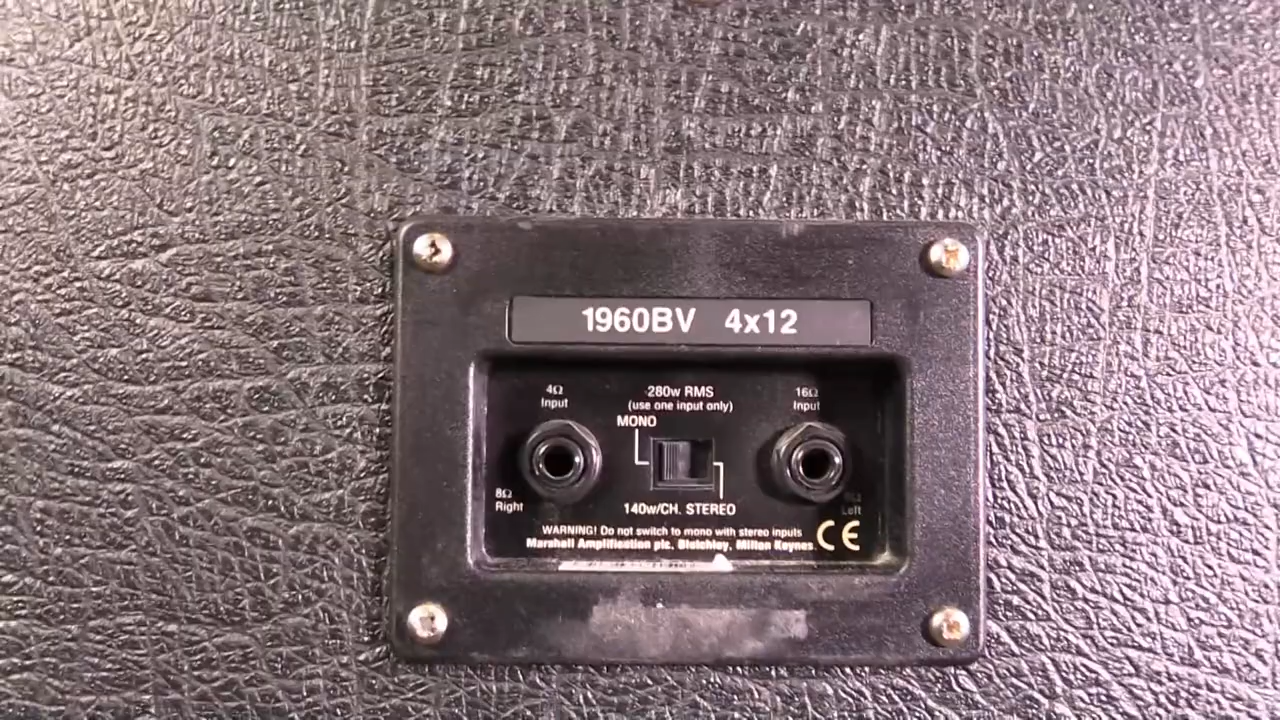 1960BV 4x12
4Ω
Input
280w RMS
(use one input only)
16Ω
Input
MONO
8Ω
Right
Left
140w/CH. STEREO
WARNING! Do not switch to mono with stereo inputs
Marshall Amplification plc. Bletchley, Milton Keynes.
CE